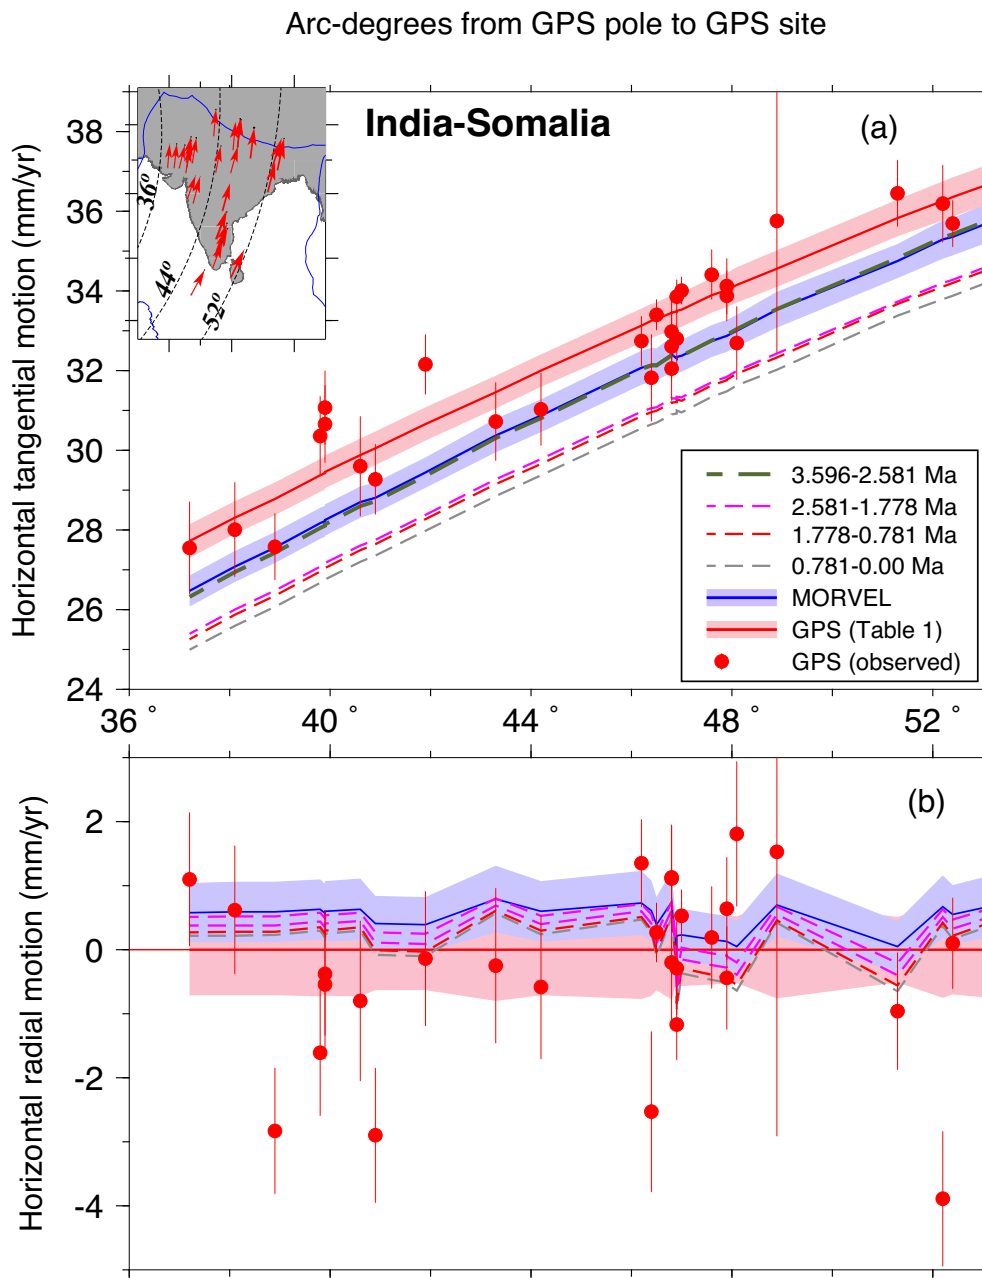 Arc-degrees from GPS pole to GPS site
India-Somalia
(a)
36°
44°
52°
Horizontal tangential motion (mm/yr)
38
36
34
32
30
28
26
24
3.596-2.581 Ma
2.581-1.778 Ma
1.778-0.781 Ma
0.781-0.00 Ma
MORVEL
GPS (Table 1)
GPS (observed)
36 ° 40 ° 44 ° 48 ° 52 °
(b)
Horizontal radial motion (mm/yr)
2
0
-2
-4